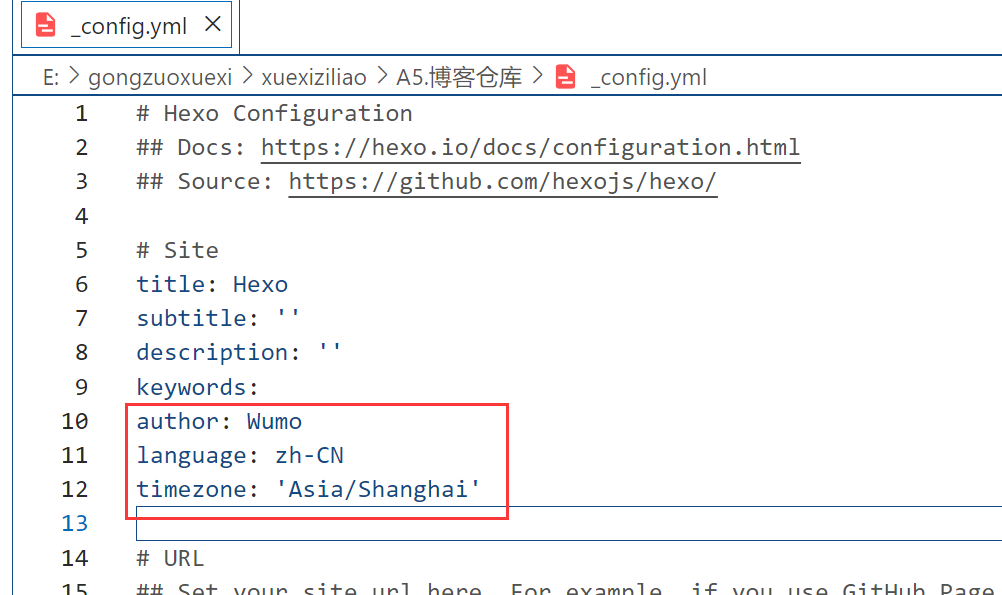 _config.yml
E: > gongzuoxuexi > xuexiziliao > A5.博客仓库 > _config.yml
1 # Hexo Configuration
2 ## Docs: https://hexo.io/docs/configuration.html
3 ## Source: https://github.com/hexojs/hexo/
4
5 # Site
6 title: Hexo
7 subtitle: ''
8 description: ''
9 keywords:
10 author: Wumo
11 language: zh-CN
12 timezone: 'Asia/Shanghai'
13
14 # URL
15 ## Set your site url here. For example, if you use GitHub Page